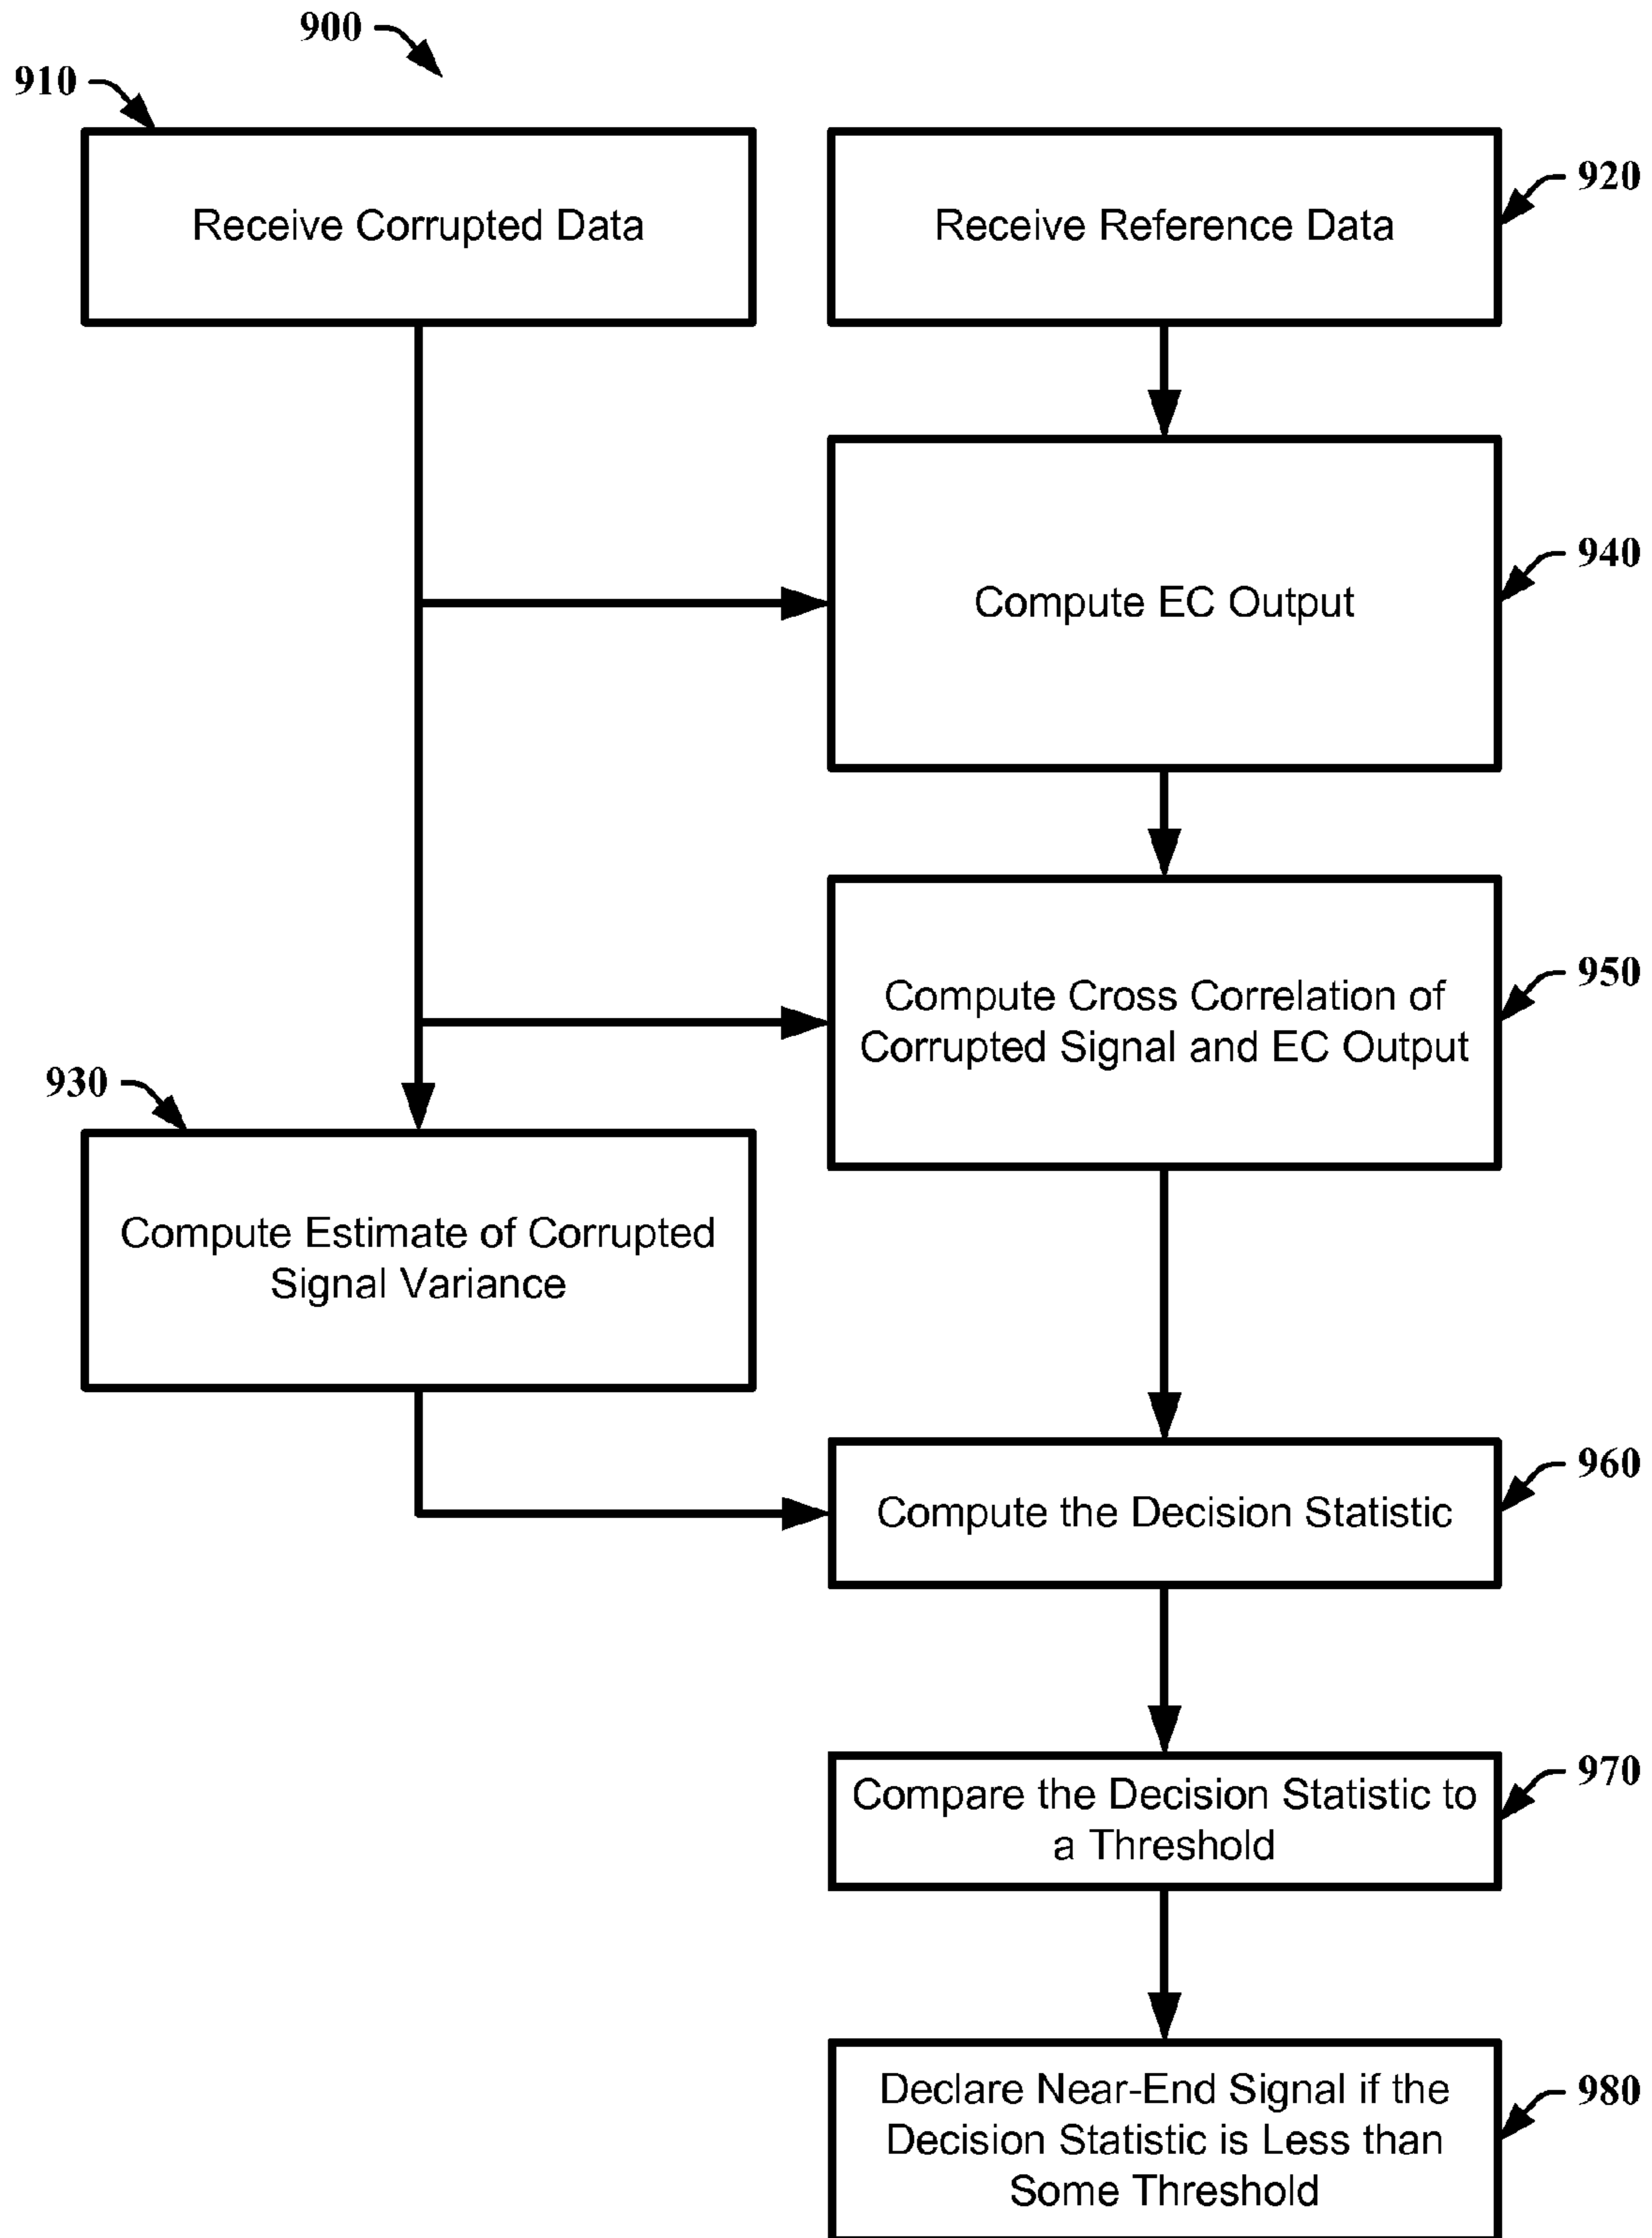 900
910
Receive Corrupted Data
Receive Reference Data
920
Compute EC Output
940
Compute Cross Correlation of
Corrupted Signal and EC Output
950
930
Compute Estimate of Corrupted
Signal Variance
Compute the Decision Statistic
960
Compare the Decision Statistic to
a Threshold
970
Declare Near-End Signal if the
Decision Statistic is Less than
Some Threshold
980